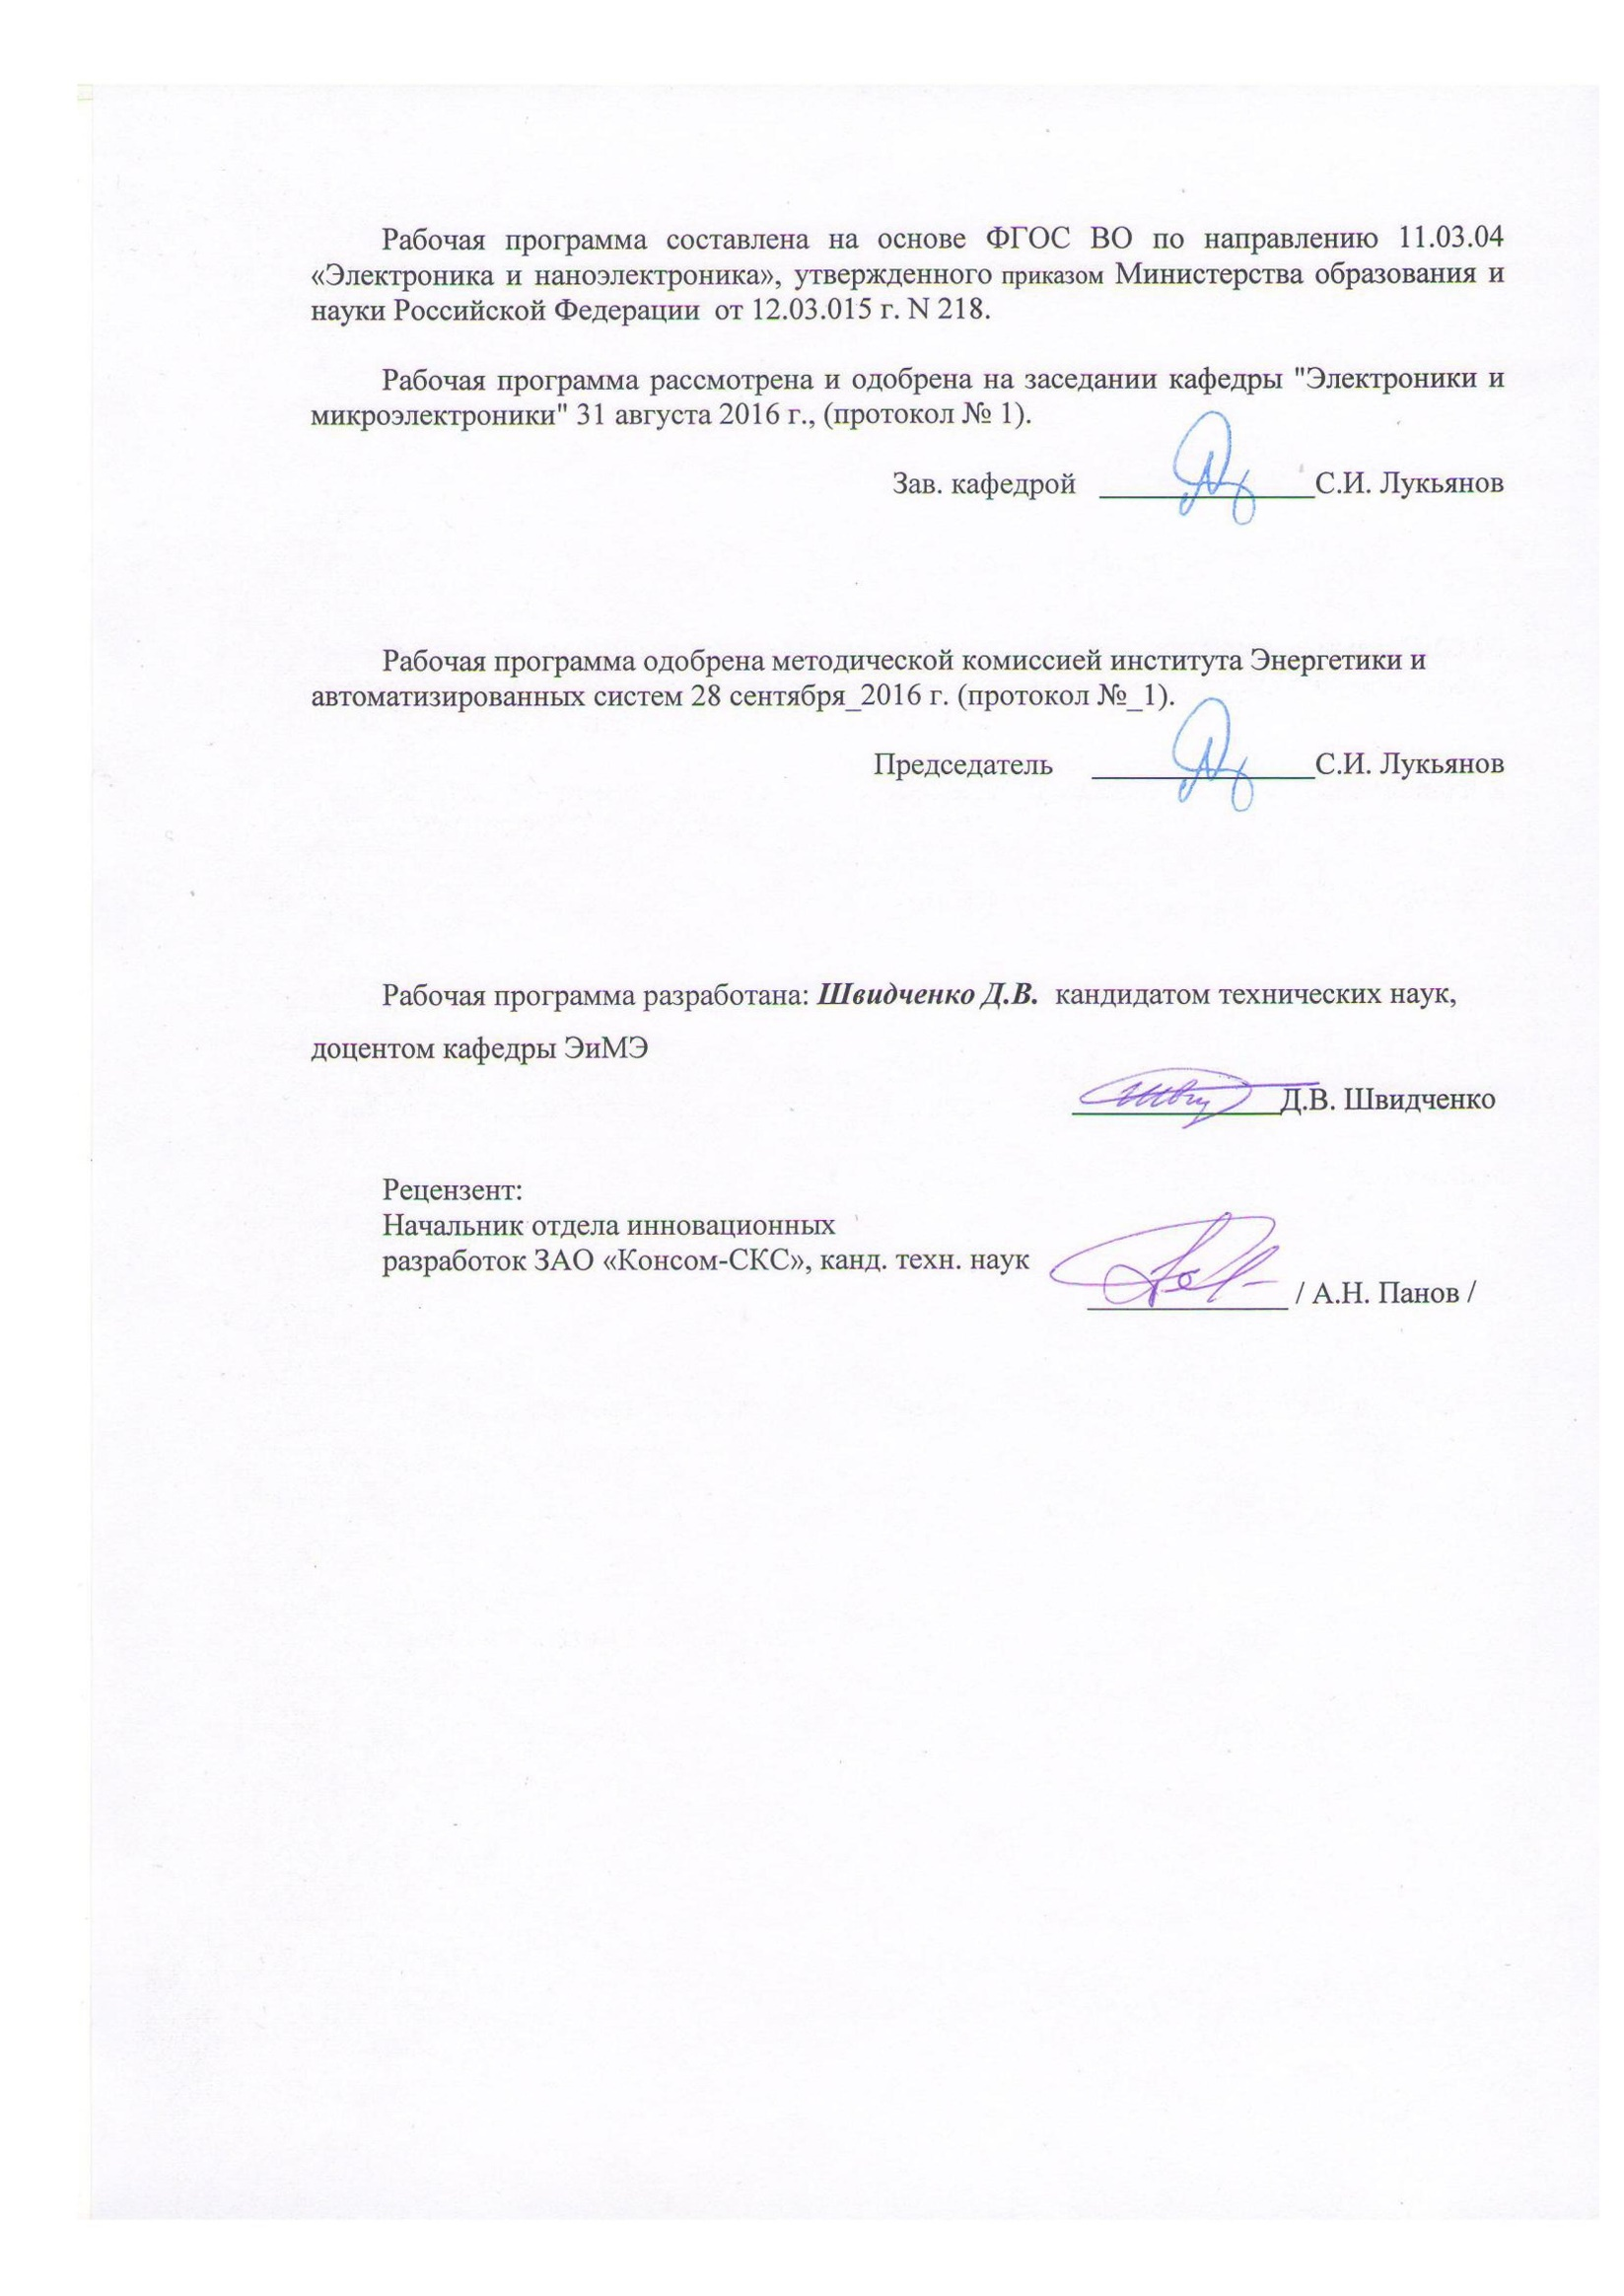 Рабочая программа составлена на основе ФГОС ВО по направлению 11.03.04
«Электроника и наноэлектроника», утвержденного приказом Министерства образования и
науки Российской Федерации от 12.03.015 г. N 218.
Рабочая программа рассмотрена и одобрена на заседании кафедры "Электроники и
микроэлектроники" 31 августа 2016 г., (протокол № 1).
Зав. кафедрой _______________С.И. Лукьянов
Рабочая программа одобрена методической комиссией института Энергетики и
автоматизированных систем 28 сентября_2016 г. (протокол №_1).
Председатель _______________С.И. Лукьянов
Рабочая программа разработана: Швидченко Д.В. кандидатом технических наук,
доцентом кафедры ЭиМЭ
______________Д.В. Швидченко
Рецензент:
Начальник отдела инновационных
разработок ЗАО «Консом-СКС», канд. техн. наук
______________ / А.Н. Панов /